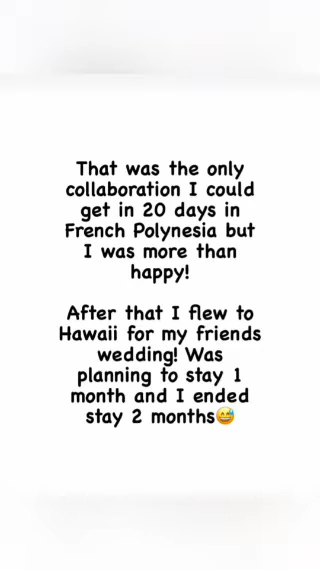 That was the only
collaboration I could
get in 20 days in
French Polynesia but
I was more than
happy!
After that I flew to
Hawaii for my friends
wedding! Was
planning to stay 1
month and I ended
stay 2 months😅